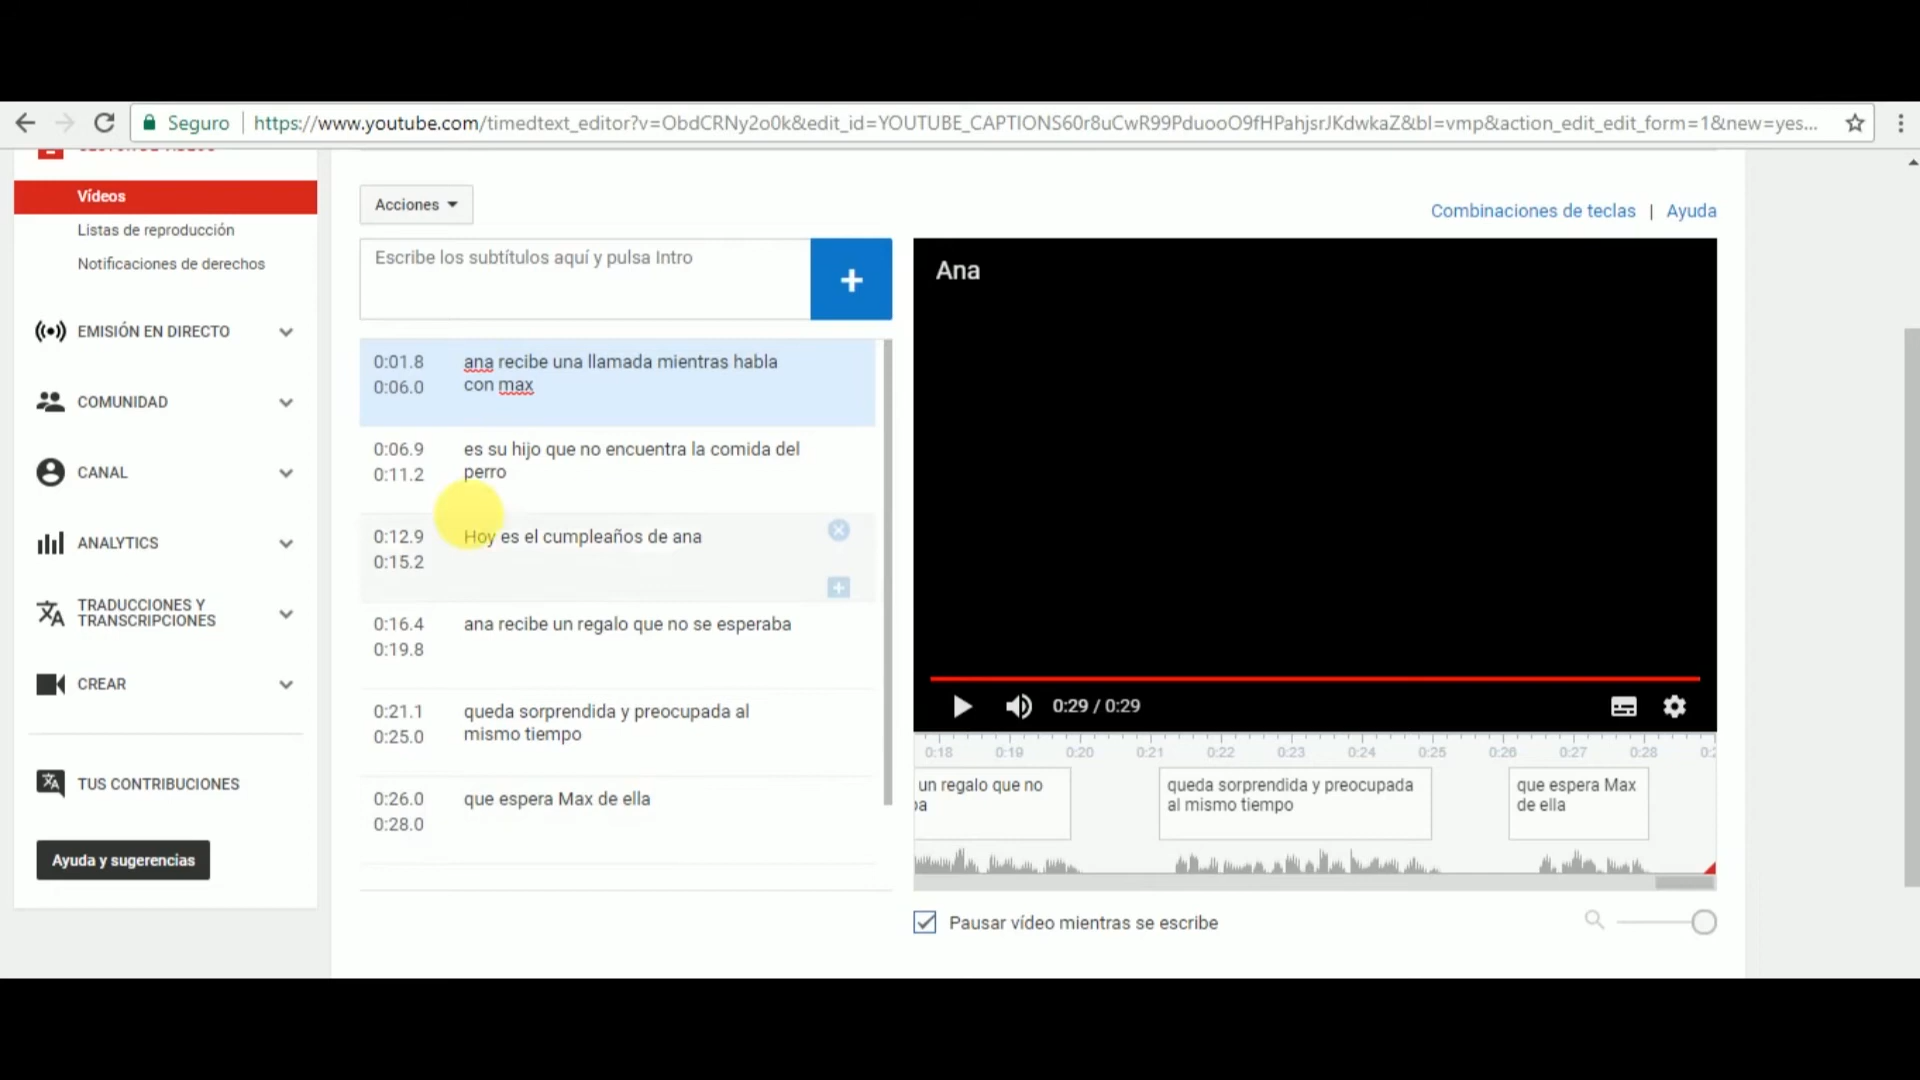 Seguro
https://www.youtube.com/timedtext_editor?v=ObdCRNy2o0k&edit_id=YOUTUBE_CAPTIONS60r8uCwR99PduooO9fHPahjsrJKdwkaZ&bl=vmp&action_edit_edit_form=1&new=yes...
Vídeos
Listas de reproducción
Notificaciones de derechos
EMISIÓN EN DIRECTO
COMUNIDAD
CANAL
ANALYTICS
TRADUCCIONES Y
TRANSCRIPCIONES
CREAR
TUS CONTRIBUCIONES
Ayuda y sugerencias
Acciones
Combinaciones de teclas | Ayuda
Escribe los subtítulos aquí y pulsa Intro
+
0:01.8 ana recibe una llamada mientras habla
0:06.0 con max
0:06.9 es su hijo que no encuentra la comida del
0:11.2 perro
0:12.9 Hoy es el cumpleaños de ana
0:15.2
0:16.4 ana recibe un regalo que no se esperaba
0:19.8
0:21.1 queda sorprendida y preocupada al
0:25.0 mismo tiempo
0:26.0 que espera Max de ella
0:28.0
Ana
0:29 / 0:29
0:18 0:19 0:20 0:21 0:22 0:23 0:24 0:25 0:26 0:27 0:28
un regalo que no
queda sorprendida y preocupada
al mismo tiempo
que espera Max
de ella
Pausar vídeo mientras se escribe